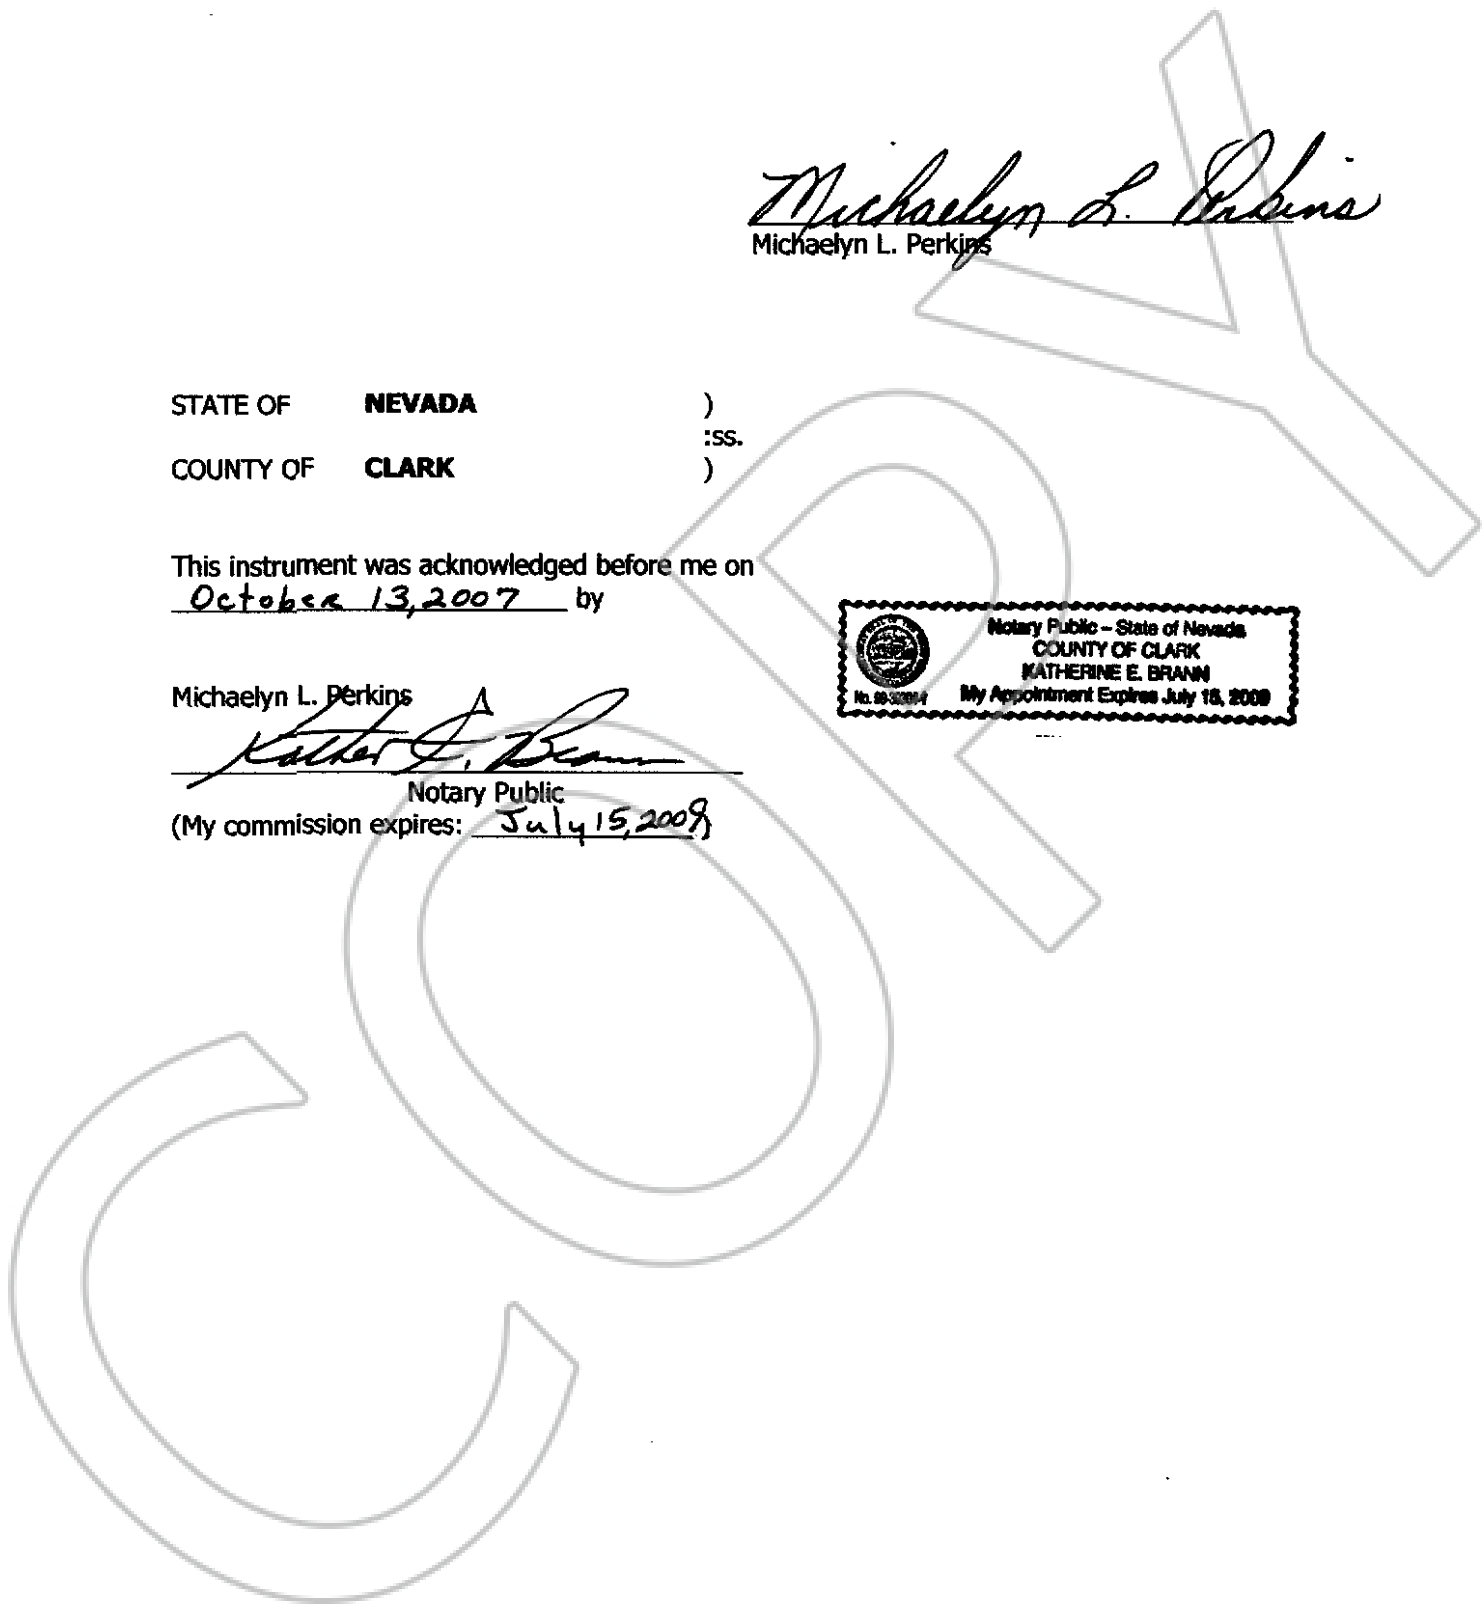 Michaelyn L. Perkins
Michaelyn L. Perkins
STATE OF NEVADA )
:ss.
COUNTY OF CLARK )
This instrument was acknowledged before me on
October 13, 2007 by
Michaelyn L. Perkins
Notary Public – State of Nevada
COUNTY OF CLARK
KATHERINE E. BRANN
No. My Appointment Expires July 15, 2009
E. Brann
Notary Public
(My commission expires: July 15, 2009)
COPY